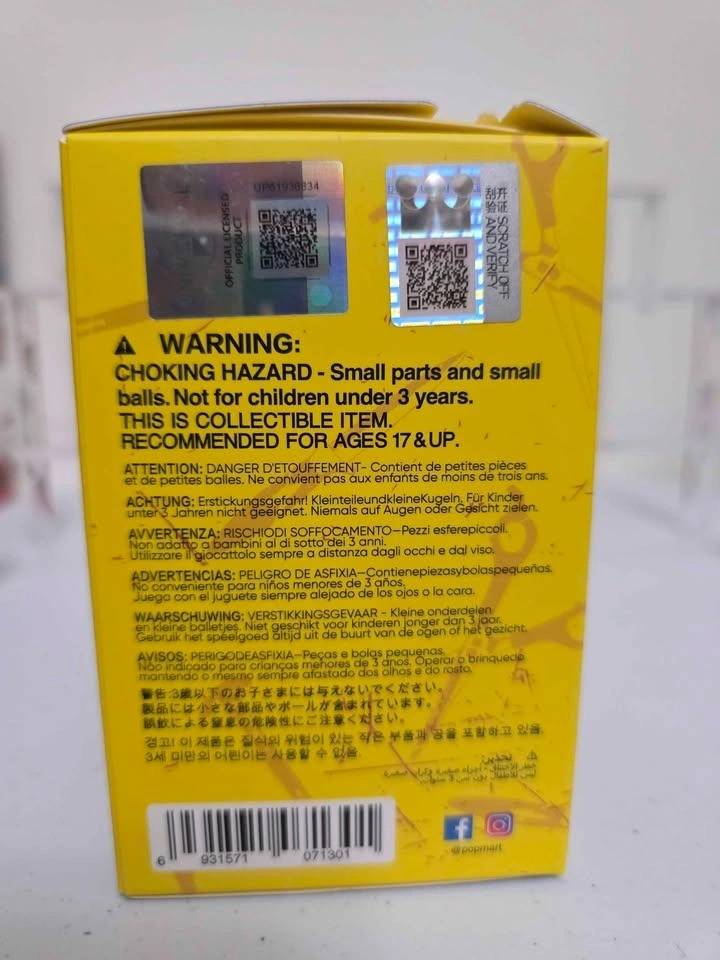 UP61936834
OFFICIAL LICENSED
PRODUCT
刮开
验证 SCRATCH OFF
AND VERIFY
⚠ WARNING:
CHOKING HAZARD - Small parts and small
balls. Not for children under 3 years.
THIS IS COLLECTIBLE ITEM.
RECOMMENDED FOR AGES 17&UP.
ATTENTION: DANGER D'ETOUFFEMENT- Contient de petites pièces
et de petites balles. Ne convient pas aux enfants de moins de trois ans.
ACHTUNG: Erstickungsgefahr! KleinteileundkleineKugeln. Für Kinder
unter 3 Jahren nicht geeignet. Niemals auf Augen oder Gesicht zielen.
AVVERTENZA: RISCHIODI SOFFOCAMENTO—Pezzi esferepiccoli.
Non adatto a bambini al di sotto dei 3 anni.
Utilizzare il giocattolo sempre a distanza dagli occhi e dal viso.
ADVERTENCIAS: PELIGRO DE ASFIXIA—Contienepiezasybolaspequeñas.
No conveniente para niños menores de 3 años.
Juega con el juguete siempre alejado de los ojos o la cara.
WAARSCHUWING: VERSTIKKINGSGEVAAR - Kleine onderdelen
en kleine balletjes. Niet geschikt voor kinderen jonger dan 3 jaar.
Gebruik het speelgoed altijd uit de buurt van de ogen of het gezicht.
AVISOS: PERIGODEASFIXIA—Peças e bolas pequenas.
Não indicado para crianças menores de 3 anos. Operar o brinquedo
mantendo o mesmo sempre afastado dos olhos e do rosto.
警告:3歳以下のお子さまには与えないでください。
製品には小さな部品やボールが含まれています。
誤飲による窒息の危険性にご注意ください。
경고! 이 제품은 질식의 위험이 있는 작은 부품과 공을 포함하고 있음.
3세 미만의 어린이는 사용할 수 없음.
⚠ تحذير:
خطر الاختناق - أجزاء صغيرة وكرات صغيرة
ليس للأطفال دون سن 3 سنوات.
6 931571 071301
@popmart